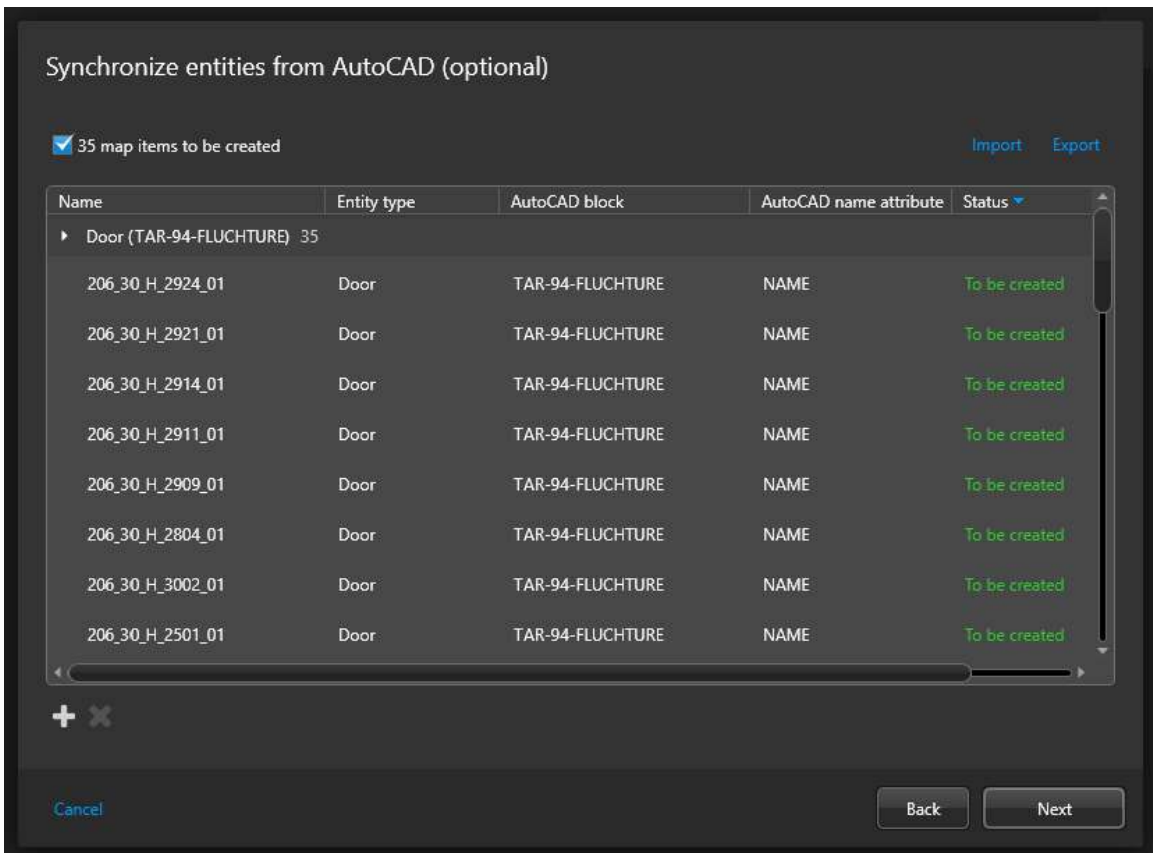 Synchronize entities from AutoCAD (optional)
35 map items to be created Import Export
Name Entity type AutoCAD block AutoCAD name attribute Status
Door (TAR-94-FLUCHTURE) 35
206_30_H_2924_01 Door TAR-94-FLUCHTURE NAME To be created
206_30_H_2921_01 Door TAR-94-FLUCHTURE NAME To be created
206_30_H_2914_01 Door TAR-94-FLUCHTURE NAME To be created
206_30_H_2911_01 Door TAR-94-FLUCHTURE NAME To be created
206_30_H_2909_01 Door TAR-94-FLUCHTURE NAME To be created
206_30_H_2804_01 Door TAR-94-FLUCHTURE NAME To be created
206_30_H_3002_01 Door TAR-94-FLUCHTURE NAME To be created
206_30_H_2501_01 Door TAR-94-FLUCHTURE NAME To be created
Cancel Back Next